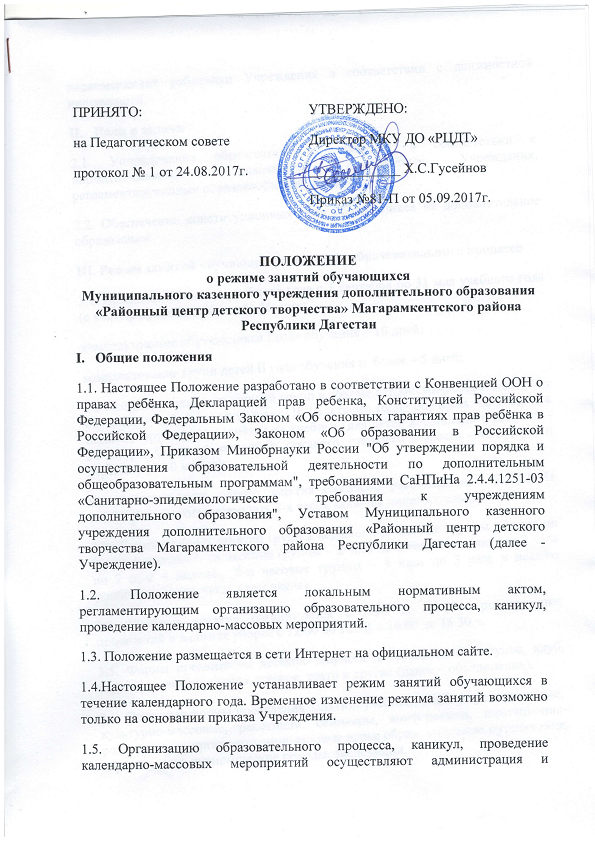 ПРИНЯТО:
на Педагогическом совете
протокол № 1 от 24.08.2017г.
УТВЕРЖДЕНО:
Директор МКУ ДО «РЦДТ»
Х.С.Гусейнов
Приказ №81-П от 05.09.2017г.
ПОЛОЖЕНИЕ
о режиме занятий обучающихся
Муниципального казенного учреждения дополнительного образования
«Районный центр детского творчества» Магарамкентского района
Республики Дагестан
I. Общие положения
1.1. Настоящее Положение разработано в соответствии с Конвенцией ООН о
правах ребёнка, Декларацией прав ребенка, Конституцией Российской
Федерации, Федеральным Законом «Об основных гарантиях прав ребёнка в
Российской Федерации», Законом «Об образовании в Российской
Федерации», Приказом Минобрнауки России "Об утверждении порядка и
осуществления образовательной деятельности по дополнительным
общеобразовательным программам", требованиями СаНПиНа 2.4.4.1251-03
«Санитарно-эпидемиологические требования к учреждениям
дополнительного образования", Уставом Муниципального казенного
учреждения дополнительного образования «Районный центр детского
творчества Магарамкентского района Республики Дагестан (далее -
Учреждение).
1.2. Положение является локальным нормативным актом,
регламентирующим организацию образовательного процесса, каникул,
проведение календарно-массовых мероприятий.
1.3. Положение размещается в сети Интернет на официальном сайте.
1.4.Настоящее Положение устанавливает режим занятий обучающихся в
течение календарного года. Временное изменение режима занятий возможно
только на основании приказа Учреждения.
1.5. Организацию образовательного процесса, каникул, проведение
календарно-массовых мероприятий осуществляют администрация и